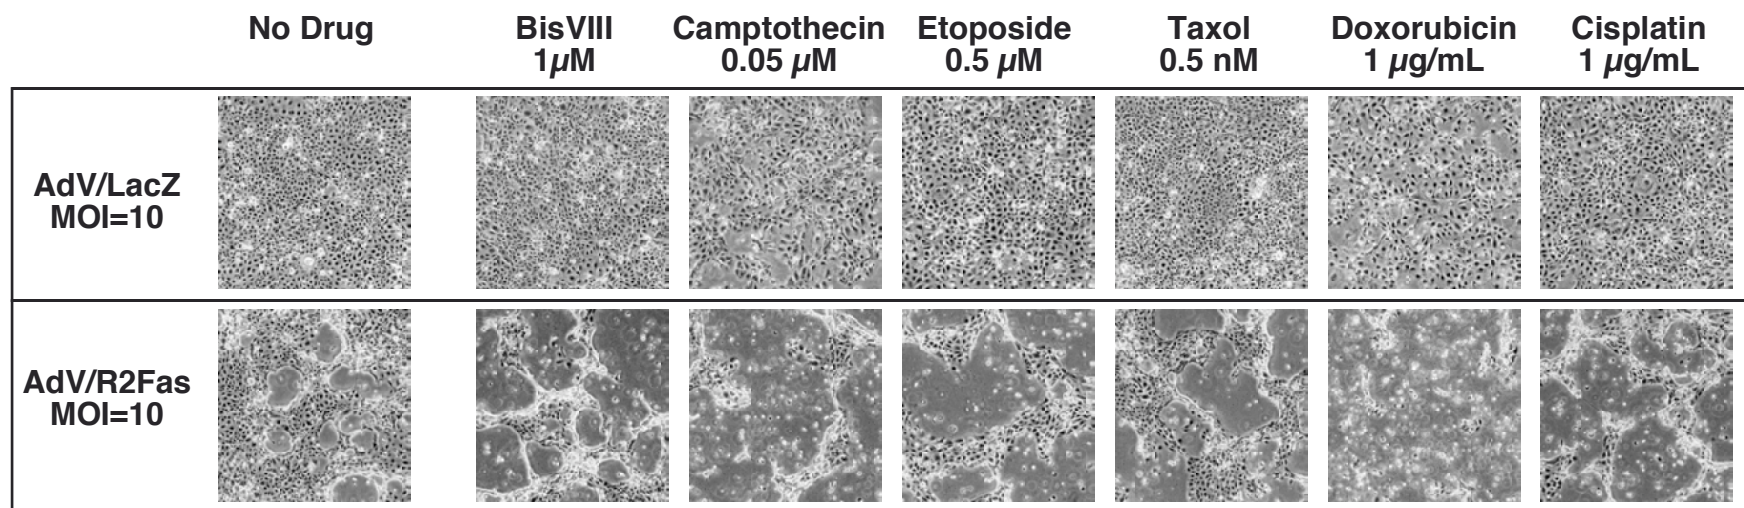 No Drug
BisVIII
1µM
Camptothecin
0.05 µM
Etoposide
0.5 µM
Taxol
0.5 nM
Doxorubicin
1 µg/mL
Cisplatin
1 µg/mL
AdV/LacZ
MOI=10
AdV/R2Fas
MOI=10